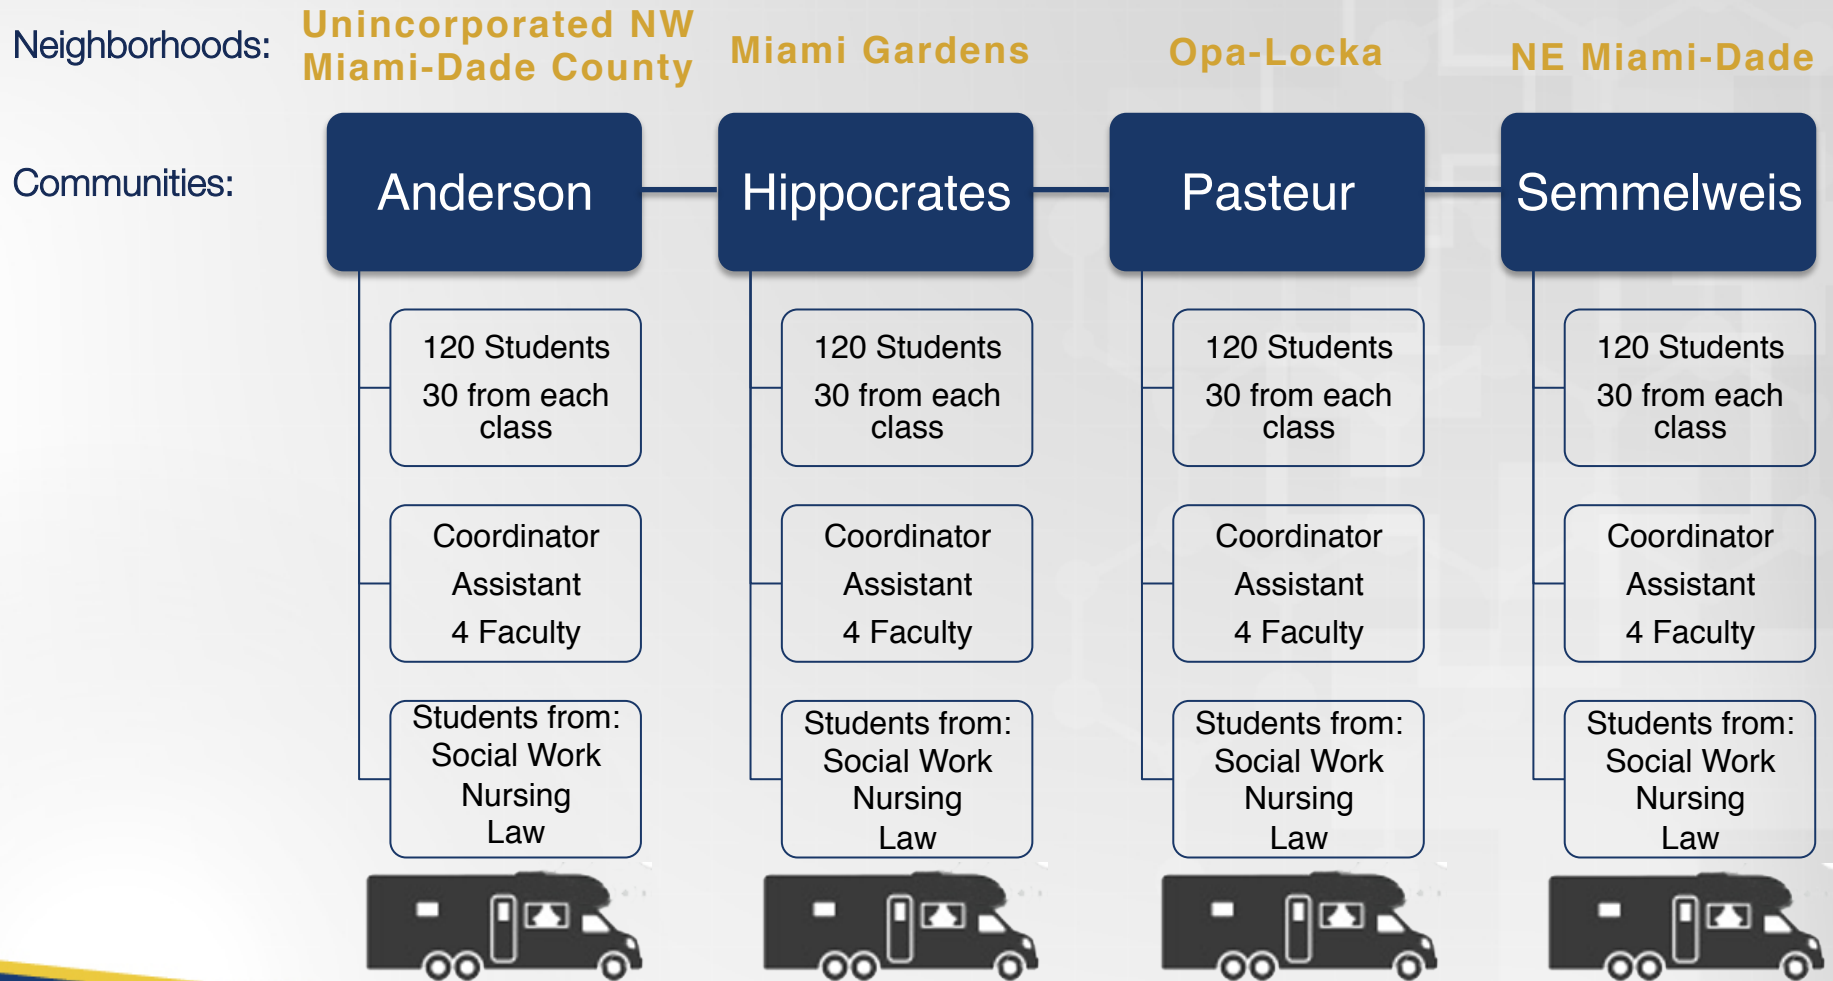 Neighborhoods:
Unincorporated NW
Miami-Dade County
Miami Gardens
Opa-Locka
NE Miami-Dade
Communities:
Anderson
Hippocrates
Pasteur
Semmelweis
120 Students
30 from each
class
120 Students
30 from each
class
120 Students
30 from each
class
120 Students
30 from each
class
Coordinator
Assistant
4 Faculty
Coordinator
Assistant
4 Faculty
Coordinator
Assistant
4 Faculty
Coordinator
Assistant
4 Faculty
Students from:
Social Work
Nursing
Law
Students from:
Social Work
Nursing
Law
Students from:
Social Work
Nursing
Law
Students from:
Social Work
Nursing
Law